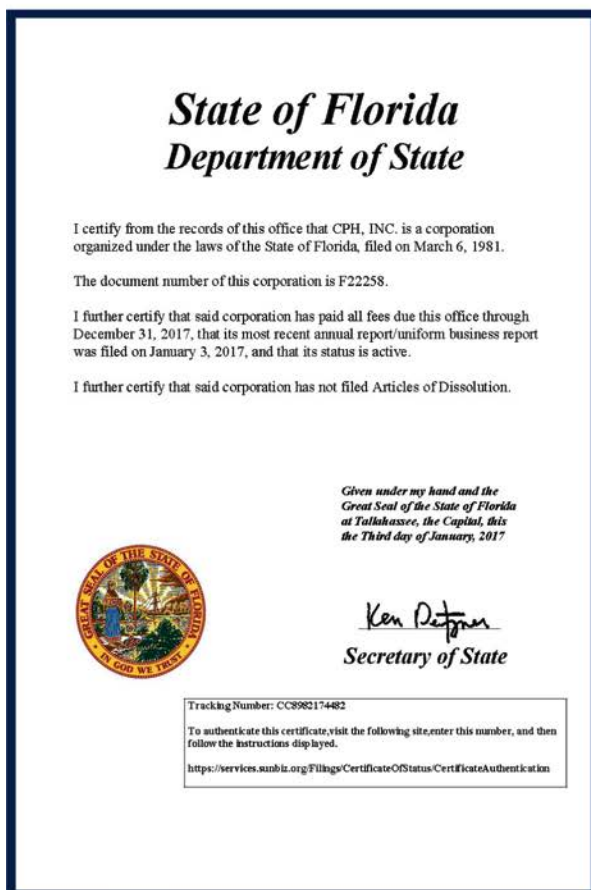 State of Florida
Department of State
I certify from the records of this office that CPH, INC. is a corporation
organized under the laws of the State of Florida, filed on March 6, 1981.
The document number of this corporation is F22258.
I further certify that said corporation has paid all fees due this office through
December 31, 2017, that its most recent annual report/uniform business report
was filed on January 3, 2017, and that its status is active.
I further certify that said corporation has not filed Articles of Dissolution.
Given under my hand and the
Great Seal of the State of Florida
at Tallahassee, the Capital, this
the Third day of January, 2017
GREAT SEAL OF THE STATE OF FLORIDA
IN GOD WE TRUST
Ken Detzner
Secretary of State
Tracking Number: CC8982174482
To authenticate this certificate,visit the following site,enter this number, and then
follow the instructions displayed.
https://services.sunbiz.org/Filings/CertificateOfStatus/CertificateAuthentication